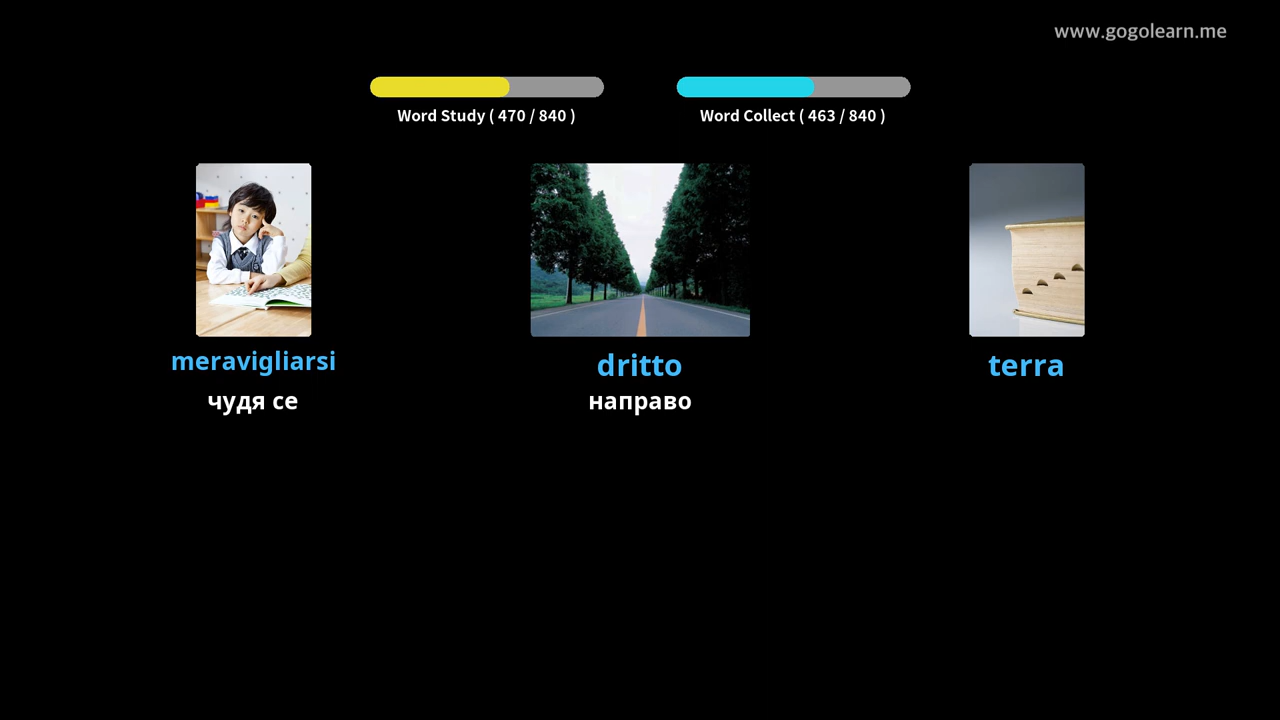 www.gogolearn.me
Word Study ( 470 / 840 )
Word Collect ( 463 / 840 )
meravigliarsi
чудя се
dritto
направо
terra